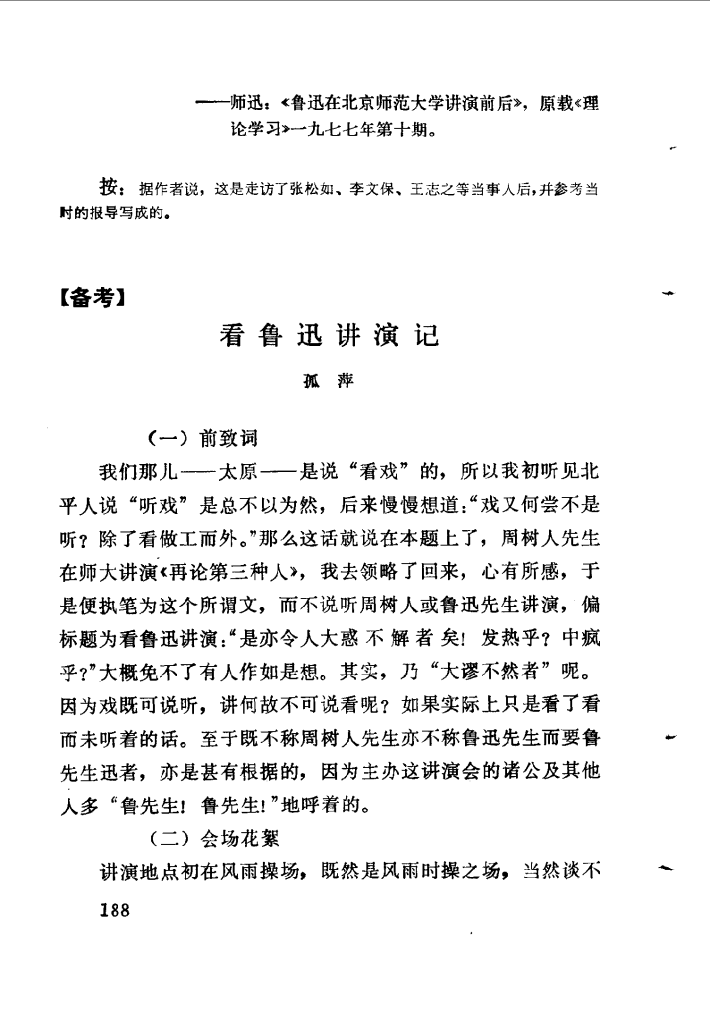 ——师迅：《鲁迅在北京师范大学讲演前后》，原载《理
论学习》一九七七年第十期。
按：据作者说，这是走访了张松如、李文保、王志之等当事人后，并参考当
时的报导写成的。
【备考】
看鲁迅讲演记
孤萍
（一）前致词
我们那儿——太原——是说“看戏”的，所以我初听见北
平人说“听戏”是总不以为然，后来慢慢想道：“戏又何尝不是
听？除了看做工而外。”那么这话就说在本题上了，周树人先生
在师大讲演《再论第三种人》，我去领略了回来，心有所感，于
是便执笔为这个所谓文，而不说听周树人或鲁迅先生讲演，偏
标题为看鲁迅讲演：“是亦令人大惑不解者矣！发热乎？中疯
乎？”大概免不了有人作如是想。其实，乃“大谬不然者”呢。
因为戏既可说听，讲何故不可说看呢？如果实际上只是看了看
而未听着的话。至于既不称周树人先生亦不称鲁迅先生而要鲁
先生迅者，亦是甚有根据的，因为主办这讲演会的诸公及其他
人多“鲁先生！鲁先生！”地呼着的。
（二）会场花絮
讲演地点初在风雨操场，既然是风雨时操之场，当然谈不
188